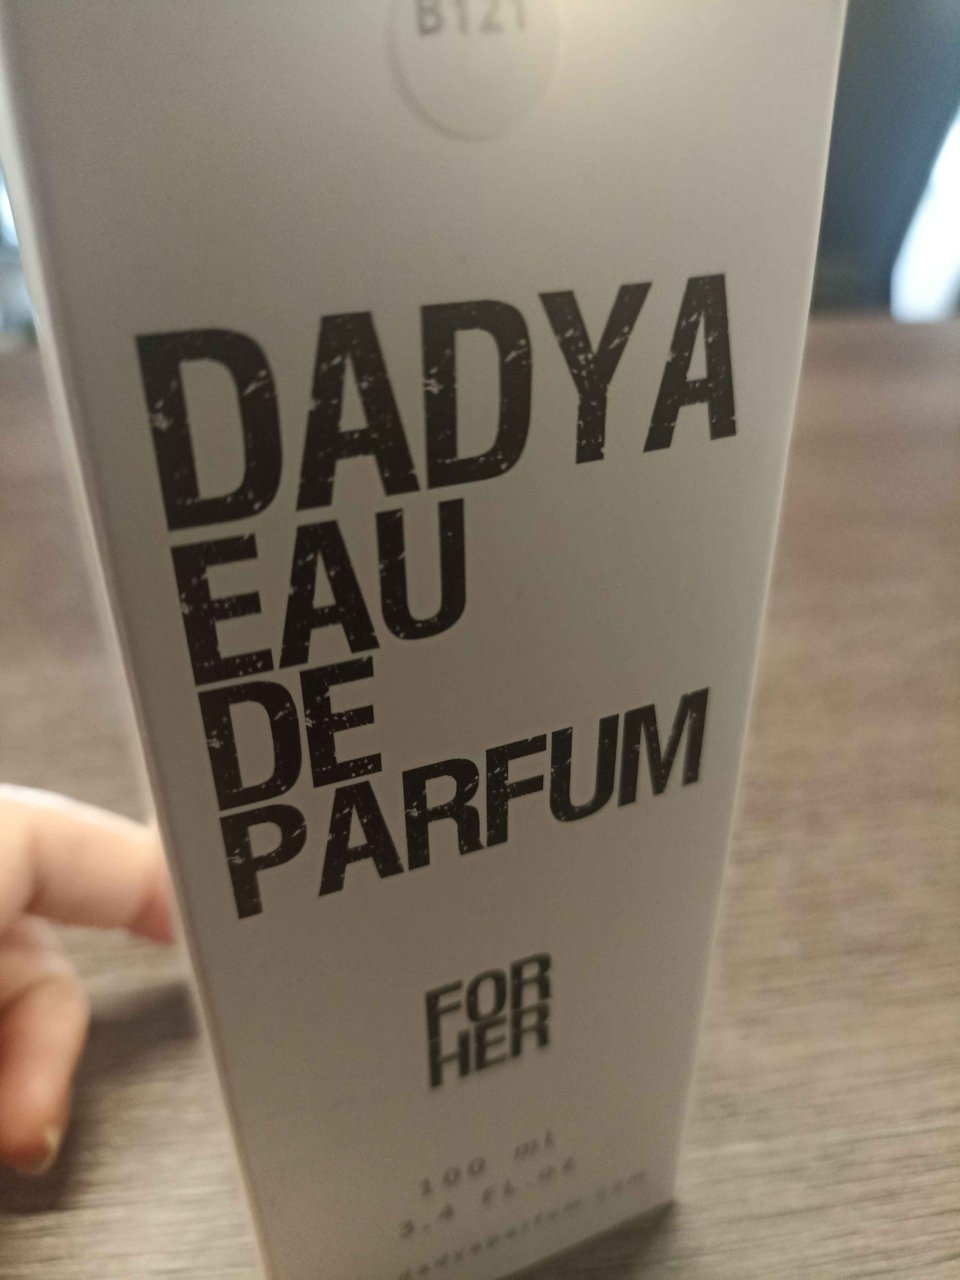 B121
DADYA
EAU
DE
PARFUM
FOR
HER
100 ml
3.4 FL.OZ